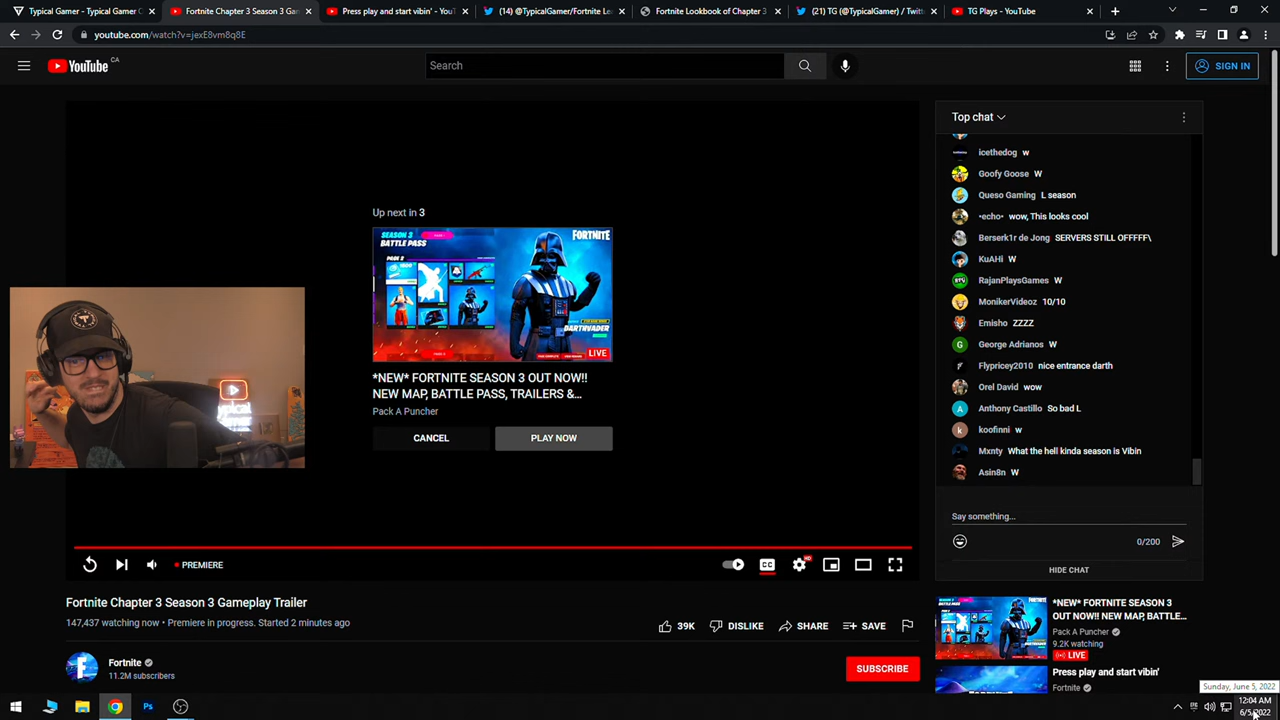 Typical Gamer - Typical Gamer C
Fortnite Chapter 3 Season 3 Gam
Press play and start vibin' - YouT
(14) @TypicalGamer/Fortnite Le
Fortnite Lookbook of Chapter 3
(21) TG (@TypicalGamer) / Twitt
TG Plays - YouTube
youtube.com/watch?v=jexE8vm8q8E
YouTube CA
Search
SIGN IN
Top chat
icethedog w
Goofy Goose W
Queso Gaming L season
•echo• wow, This looks cool
Berserk1r de Jong SERVERS STILL OFFFFF\
KuAHi W
RajanPlaysGames W
MonikerVideoz 10/10
Emisho ZZZZ
George Adrianos W
Flypricey2010 nice entrance darth
Orel David wow
Anthony Castillo So bad L
koofinni w
Mxnty What the hell kinda season is Vibin
Asin8n W
Say something...
0/200
HIDE CHAT
Up next in 3
SEASON 3
BATTLE PASS
PAGE 2
FORTNITE
DARTH VADER
LIVE
*NEW* FORTNITE SEASON 3 OUT NOW!!
NEW MAP, BATTLE PASS, TRAILERS &...
Pack A Puncher
CANCEL
PLAY NOW
PREMIERE
CC
HD
Fortnite Chapter 3 Season 3 Gameplay Trailer
147,437 watching now • Premiere in progress. Started 2 minutes ago
39K
DISLIKE
SHARE
SAVE
Fortnite
11.2M subscribers
SUBSCRIBE
*NEW* FORTNITE SEASON 3
OUT NOW!! NEW MAP, BATTLE...
Pack A Puncher
9.2K watching
LIVE
Press play and start vibin'
Fortnite
Sunday, June 5, 2022
12:04 AM
6/5/2022